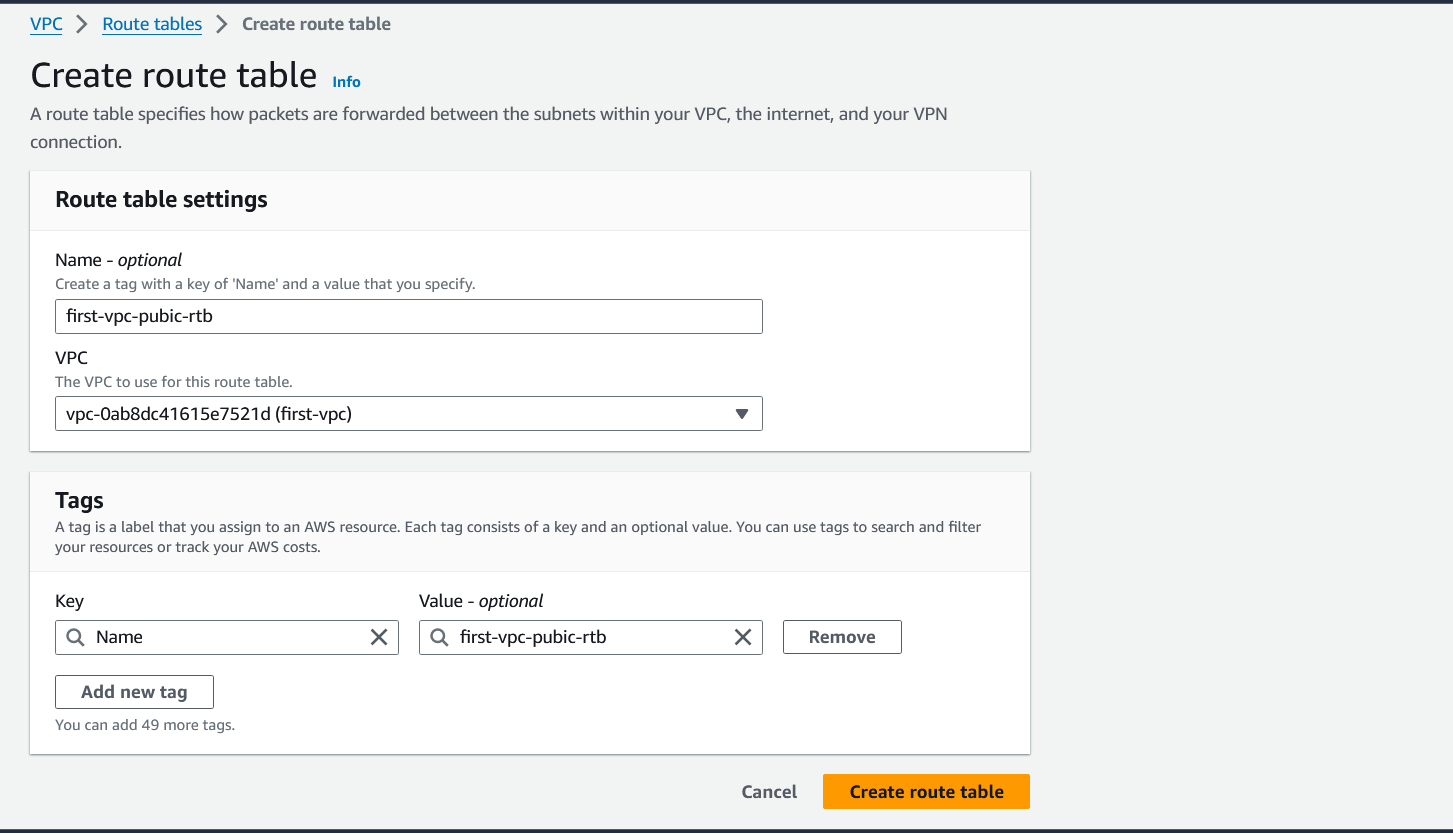 VPC > Route tables > Create route table
Create route table Info
A route table specifies how packets are forwarded between the subnets within your VPC, the internet, and your VPN
connection.
Route table settings
Name - optional
Create a tag with a key of 'Name' and a value that you specify.
first-vpc-pubic-rtb
VPC
The VPC to use for this route table.
vpc-0ab8dc41615e7521d (first-vpc)
Tags
A tag is a label that you assign to an AWS resource. Each tag consists of a key and an optional value. You can use tags to search and filter
your resources or track your AWS costs.
Key Value - optional
Name first-vpc-pubic-rtb Remove
Add new tag
You can add 49 more tags.
Cancel Create route table